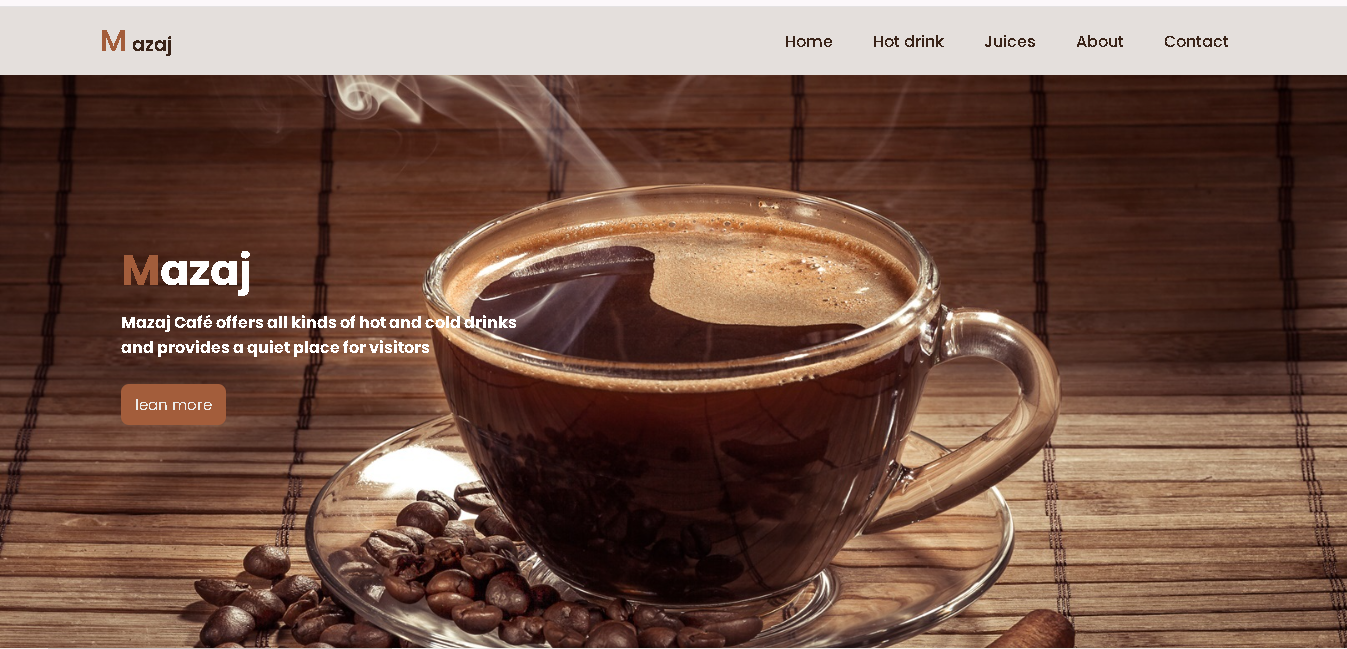 M azaj
Home Hot drink Juices About Contact
Mazaj
Mazaj Café offers all kinds of hot and cold drinks
and provides a quiet place for visitors
lean more